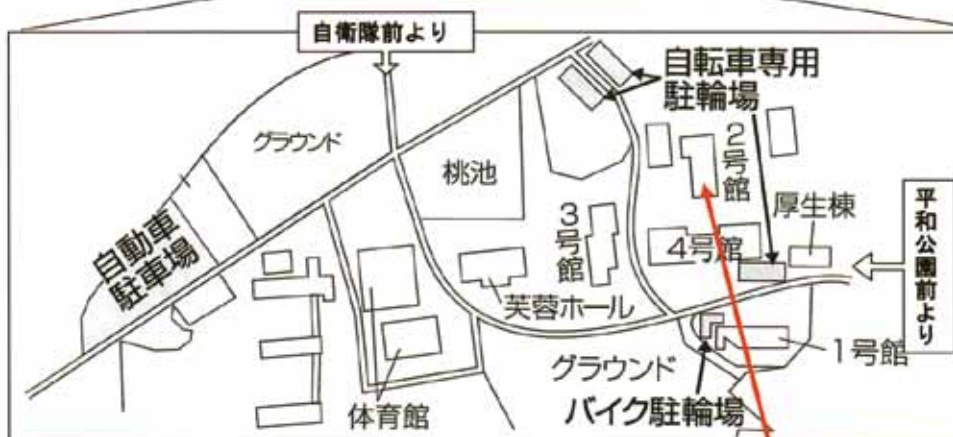 自衛隊前より
自転車専用
駐輪場
グラウンド
桃池
2号館
厚生棟
平和公園前より
3号館
4号館
自動車
駐車場
芙蓉ホール
1号館
グラウンド
体育館
バイク駐輪場